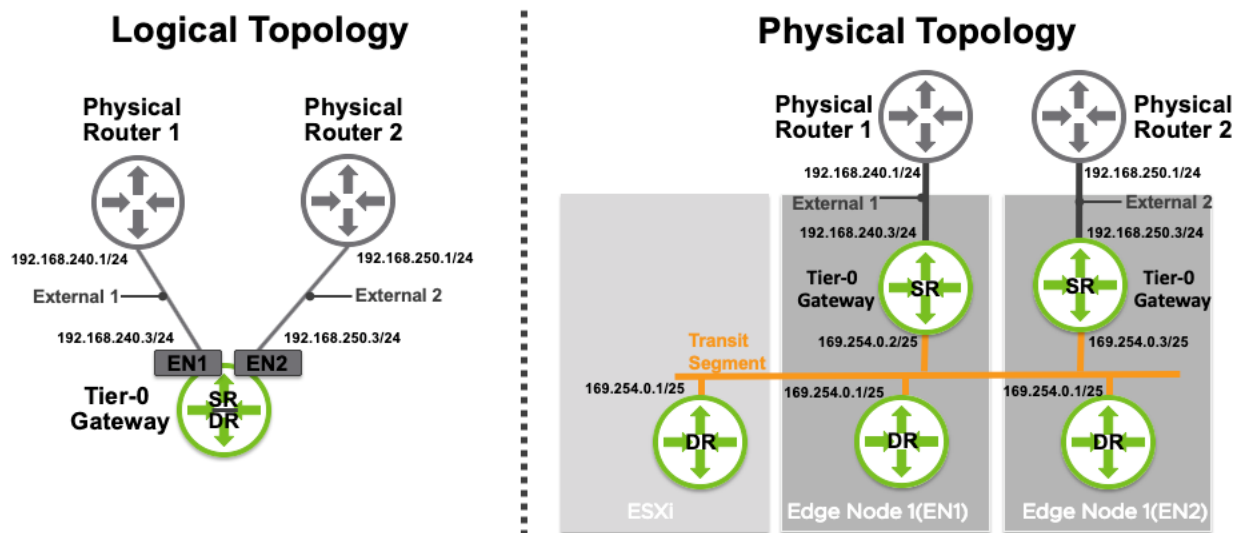 Logical Topology
Physical
Router 1
Physical
Router 2
192.168.240.1/24
192.168.250.1/24
External 1
External 2
192.168.240.3/24
192.168.250.3/24
EN1
EN2
Tier-0
Gateway
SR
DR
Physical Topology
Physical
Router 1
Physical
Router 2
192.168.240.1/24
192.168.250.1/24
External 1
External 2
192.168.240.3/24
192.168.250.3/24
Tier-0
Gateway
SR
SR
Tier-0
Gateway
Transit
Segment
169.254.0.2/25
169.254.0.3/25
169.254.0.1/25
169.254.0.1/25
169.254.0.1/25
DR
DR
DR
ESXi
Edge Node 1(EN1)
Edge Node 1(EN2)